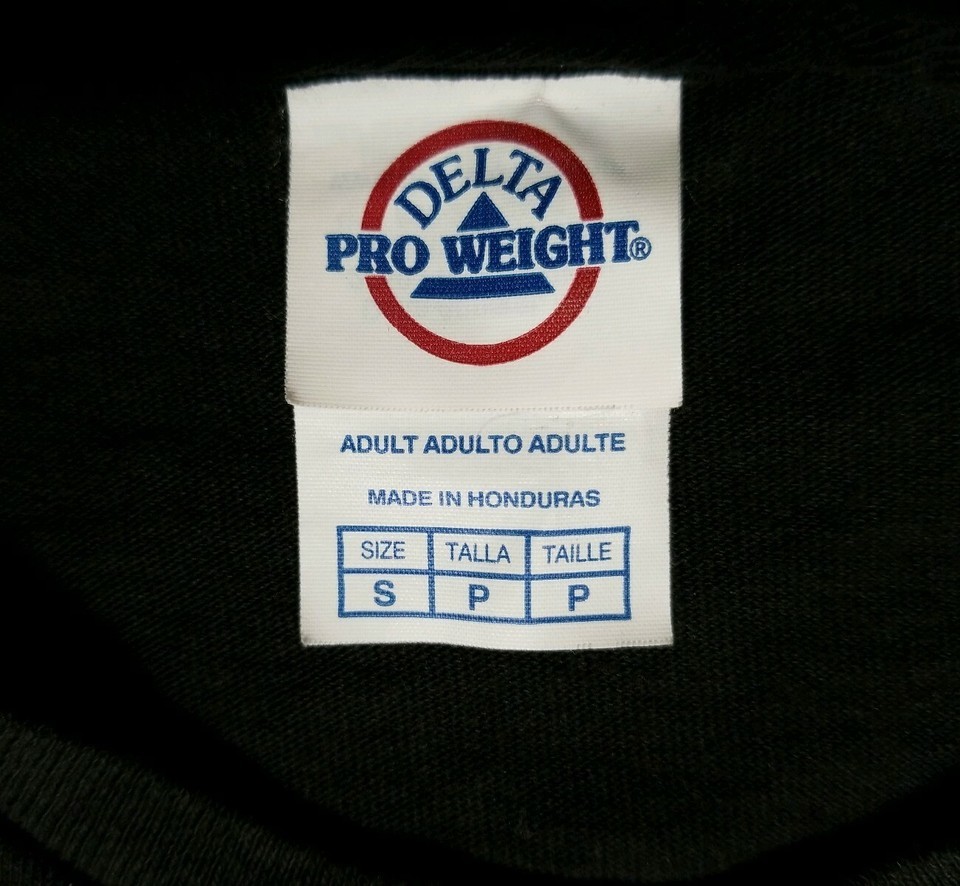 DELTA
PRO WEIGHT®
ADULT ADULTO ADULTE
MADE IN HONDURAS
SIZE TALLA TAILLE
S P P